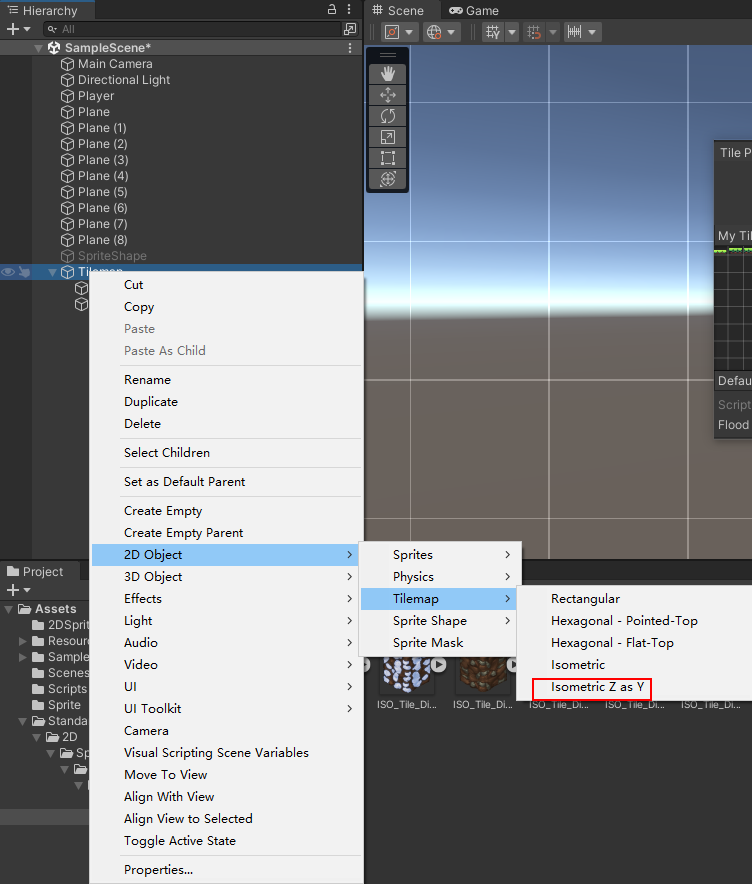 Hierarchy
Scene
Game
All
SampleScene*
Main Camera
Directional Light
Player
Plane
Plane (1)
Plane (2)
Plane (3)
Plane (4)
Plane (5)
Plane (6)
Plane (7)
Plane (8)
SpriteShape
Tilemap
Tile P
My Til
Defau
Script
Flood
Cut
Copy
Paste
Paste As Child
Rename
Duplicate
Delete
Select Children
Set as Default Parent
Create Empty
Create Empty Parent
2D Object
3D Object
Effects
Light
Audio
Video
UI
UI Toolkit
Camera
Visual Scripting Scene Variables
Move To View
Align With View
Align View to Selected
Toggle Active State
Properties...
Sprites
Physics
Tilemap
Sprite Shape
Sprite Mask
Rectangular
Hexagonal - Pointed-Top
Hexagonal - Flat-Top
Isometric
Isometric Z as Y
Project
Assets
2DSprit
Resour
Sample
Scenes
Scripts
Sprite
Standa
2D
Sp
ISO_Tile_Di...
ISO_Tile_Di...
ISO_Tile_Di...
ISO_Tile_Di...
ISO_Tile_Di...